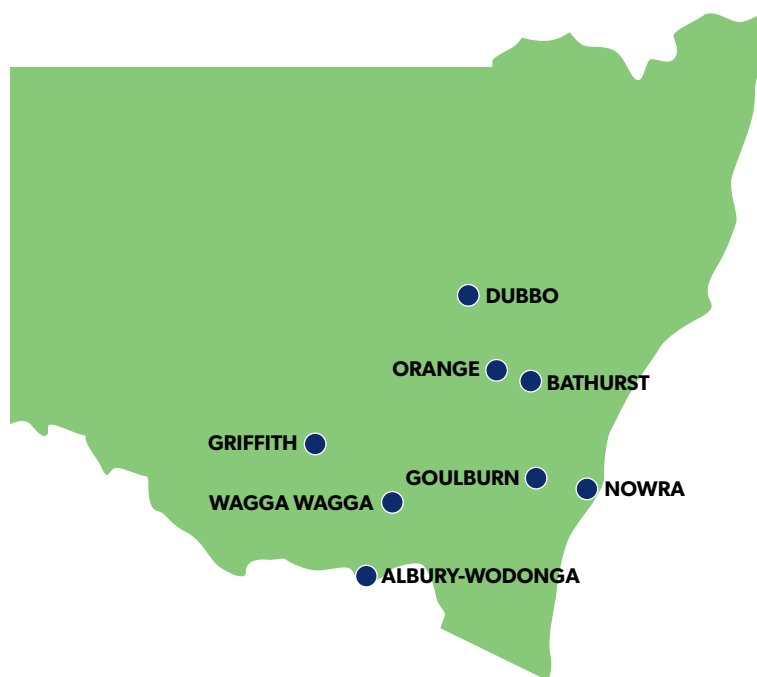 DUBBO
ORANGE
BATHURST
GRIFFITH
GOULBURN
NOWRA
WAGGA WAGGA
ALBURY-WODONGA